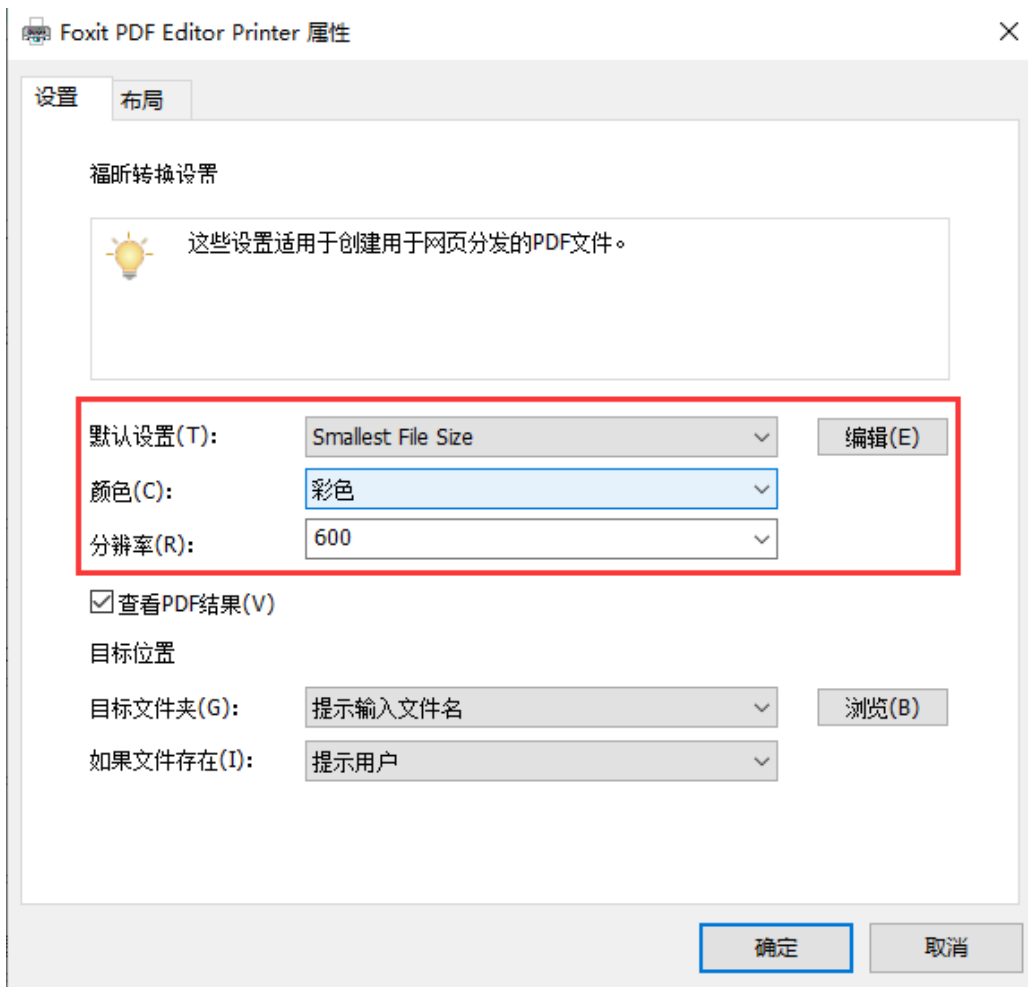 Foxit PDF Editor Printer 属性
设置
布局
福昕转换设置
这些设置适用于创建用于网页分发的PDF文件。
默认设置(T):
Smallest File Size
编辑(E)
颜色(C):
彩色
分辨率(R):
600
查看PDF结果(V)
目标位置
目标文件夹(G):
提示输入文件名
浏览(B)
如果文件存在(I):
提示用户
确定
取消